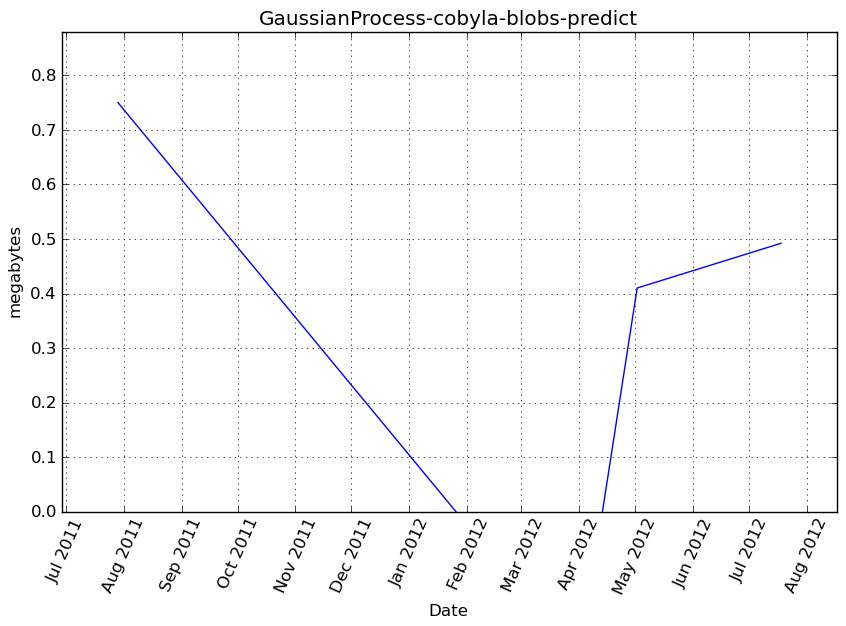 GaussianProcess-cobyla-blobs-predict
0.8
0.7
0.6
0.5
0.4
0.3
0.2
0.1
0.0
megabytes
Jul 2011
Aug 2011
Sep 2011
Oct 2011
Nov 2011
Dec 2011
Jan 2012
Feb 2012
Mar 2012
Apr 2012
May 2012
Jun 2012
Jul 2012
Aug 2012
Date